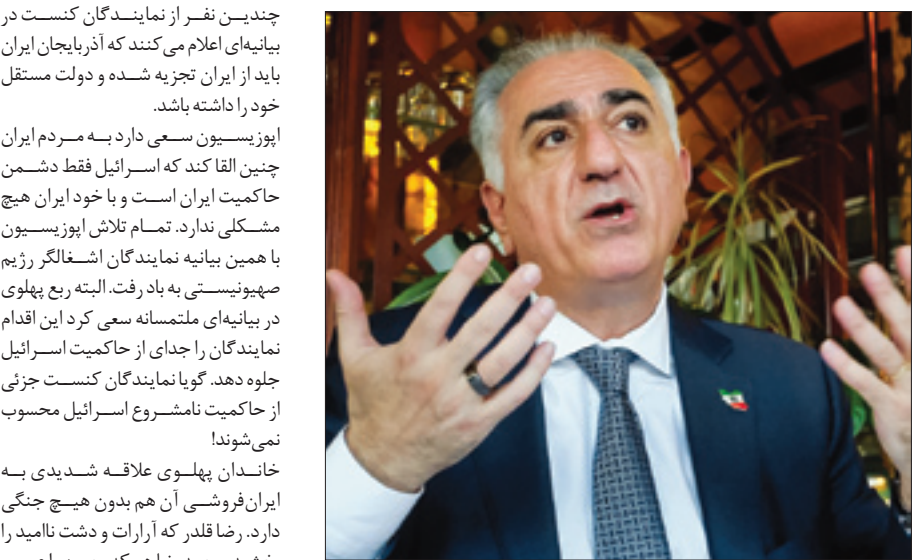 چندین نفر از نمایندگان کنست در
بیانیه‌ای اعلام می‌کنند که آذربایجان ایران
باید از ایران تجزیه شده و دولت مستقل
خود را داشته باشد.
اپوزیسیون سعی دارد به مردم ایران
چنین القا کند که اسرائیل فقط دشمن
حاکمیت ایران است و با خود ایران هیچ
مشکلی ندارد. تمام تلاش اپوزیسیون
با همین بیانیه نمایندگان اشغالگر رژیم
صهیونیستی به باد رفت. البته ربع پهلوی
در بیانیه‌ای ملتمسانه سعی کرد این اقدام
نمایندگان را جدای از حاکمیت اسرائیل
جلوه دهد. گویا نمایندگان کنست جزئی
از حاکمیت نامشروع اسرائیل محسوب
نمی‌شوند!
خاندان پهلوی علاقه شدیدی به
ایران‌فروشی آن هم بدون هیچ جنگی
دارد. رضا قلدر که آرارات و دشت ناامید را